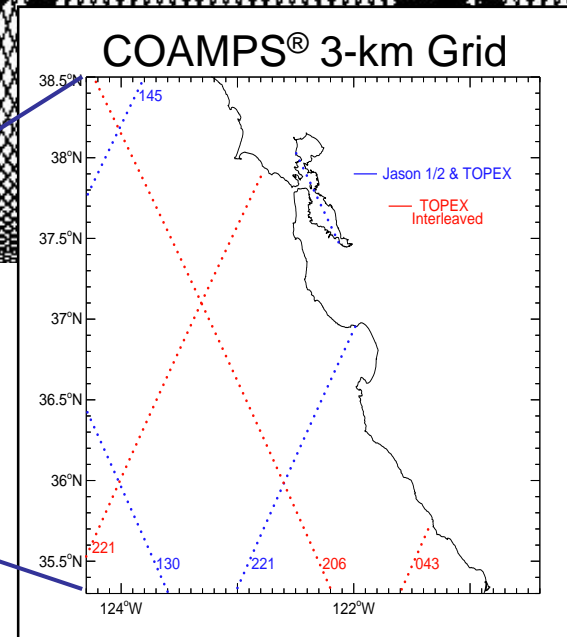 COAMPS® 3-km Grid
38.5°N
145
38°N
Jason 1/2 & TOPEX
TOPEX
Interleaved
37.5°N
37°N
36.5°N
36°N
35.5°N
221
130
221
206
043
124°W
122°W